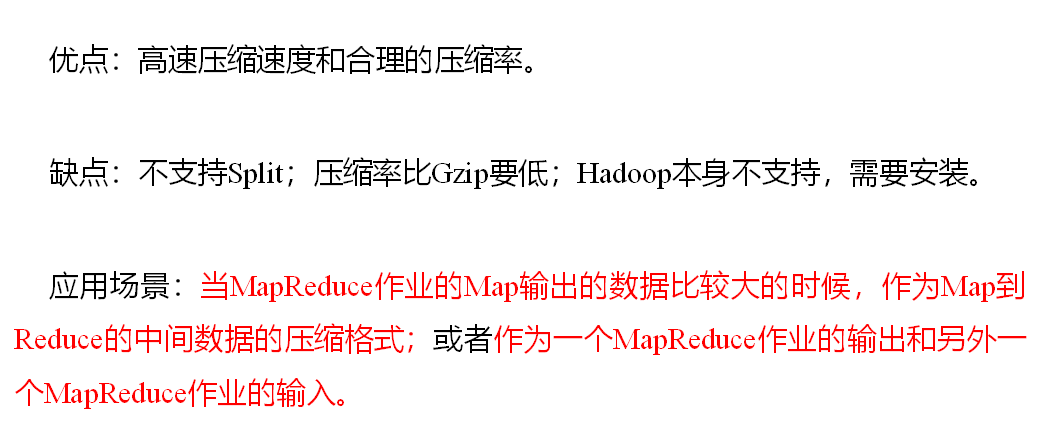 优点：高速压缩速度和合理的压缩率。
缺点：不支持Split；压缩率比Gzip要低；Hadoop本身不支持，需要安装。
应用场景：当MapReduce作业的Map输出的数据比较大的时候，作为Map到
Reduce的中间数据的压缩格式；或者作为一个MapReduce作业的输出和另外一
个MapReduce作业的输入。